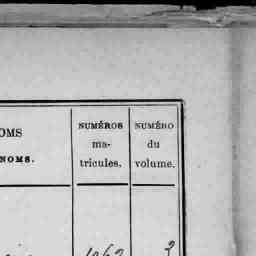 OMS
NOMS.
NUMÉROS
ma-
tricules.
NUMÉRO
du
volume.